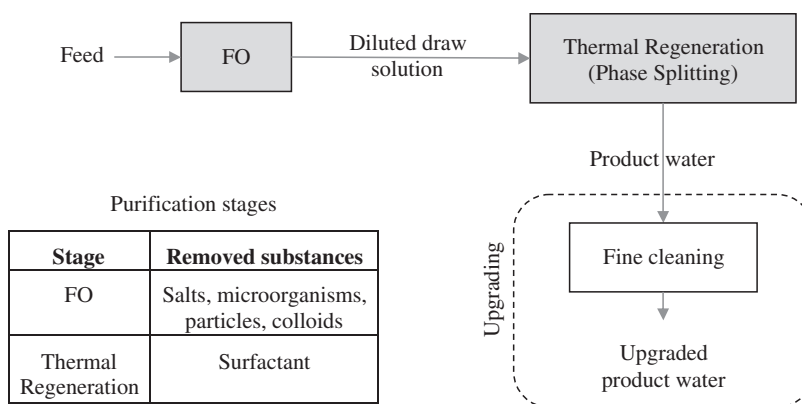 Feed
FO
Diluted draw
solution
Thermal Regeneration
(Phase Splitting)
Product water
Upgrading
Fine cleaning
Upgraded
product water
Purification stages
Stage Removed substances
FO Salts, microorganisms,
particles, colloids
Thermal Surfactant
Regeneration